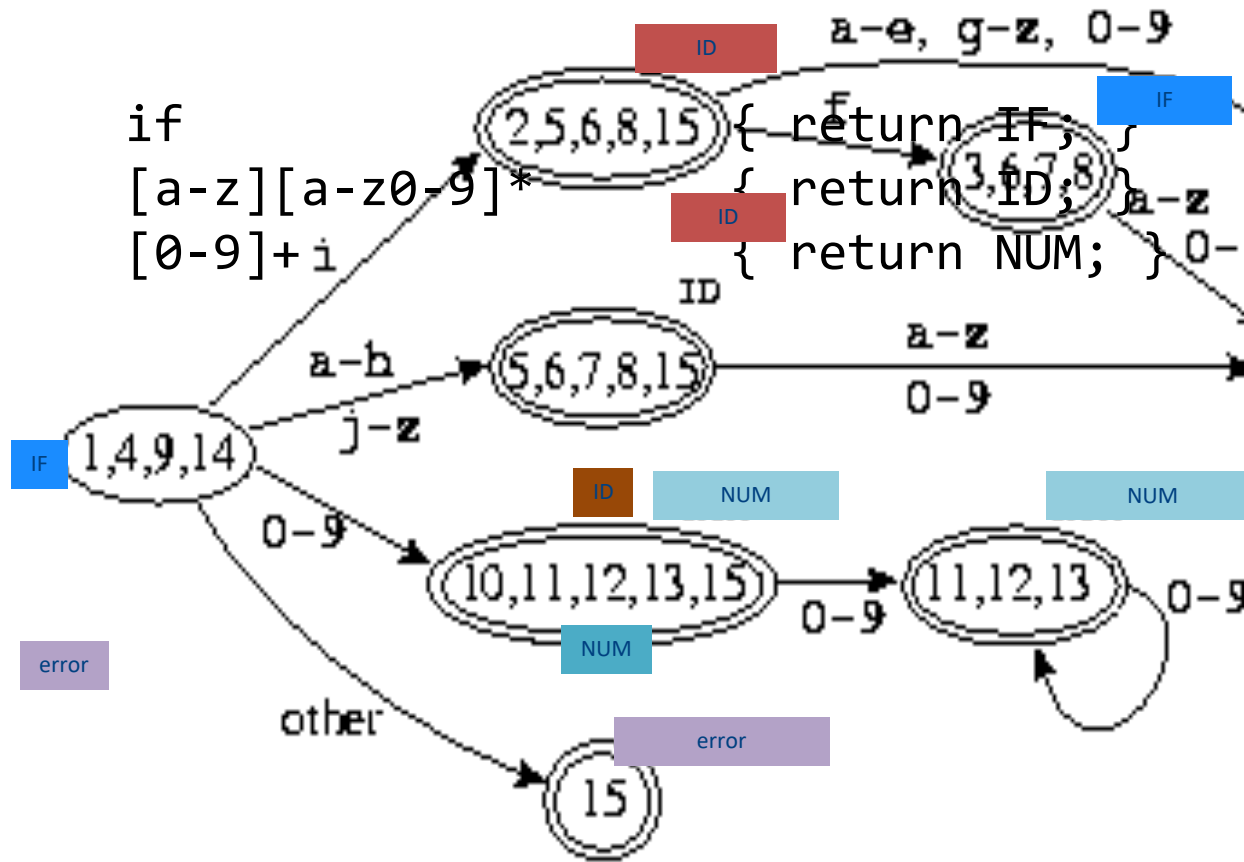 a-e, g-z, 0-9
ID
IF
f
if { return IF; }
2,5,6,8,15
3,6,7,8
[a-z][a-z0-9]* { return ID; }
a-z
ID
[0-9]+ { return NUM; }
i
0-
ID
a-z
a-h
5,6,7,8,15
0-9
j-z
1,4,9,14
IF
ID
NUM
NUM
0-9
10,11,12,13,15
11,12,13
0-9
0-9
NUM
error
other
error
15